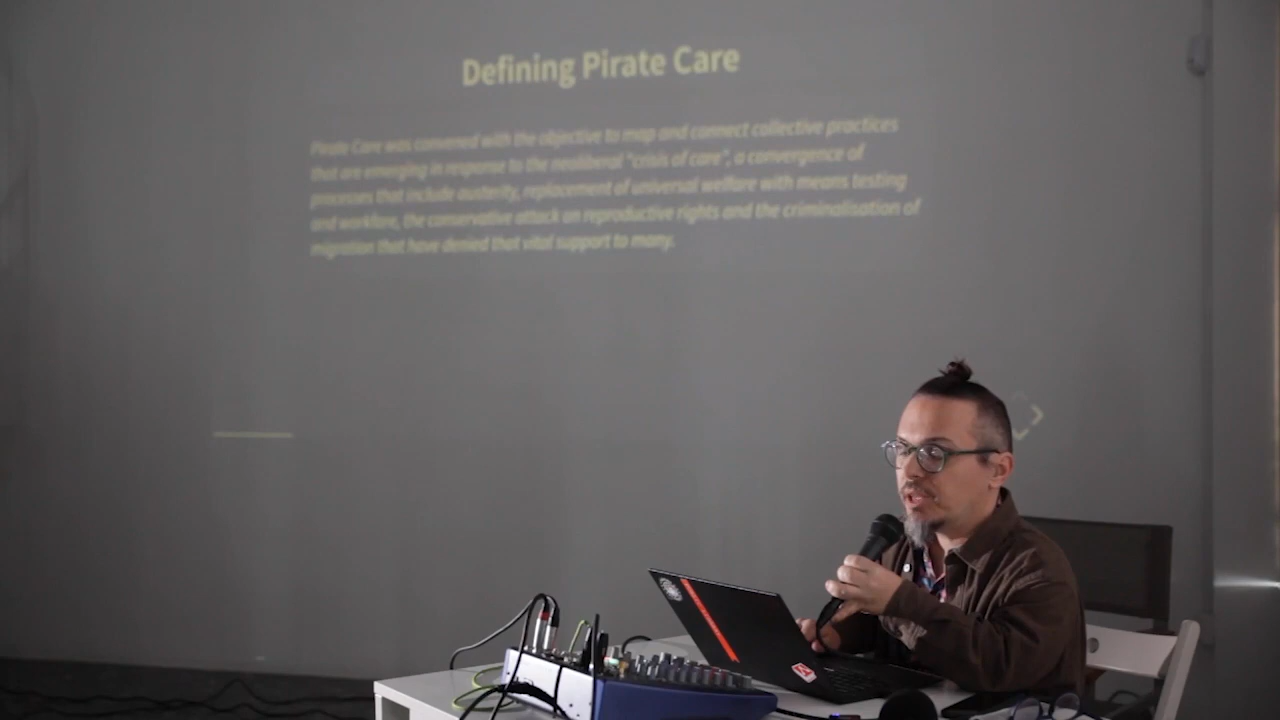 Defining Pirate Care
Pirate Care was convened with the objective to map and connect collective practices
that are emerging in response to the neoliberal "crisis of care", a convergence of
processes that include austerity, replacement of universal welfare with means testing
and workfare, the conservative attack on reproductive rights and the criminalisation of
migration that have denied that vital support to many.